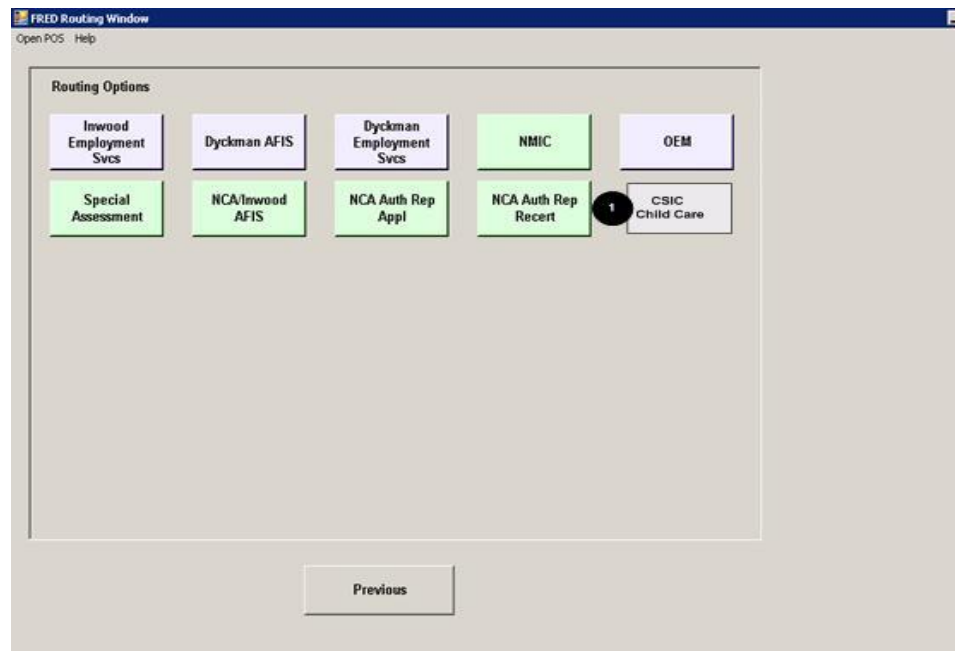 FRED Routing Window
Open POS Help
Routing Options
Inwood
Employment
Svcs
Dyckman AFIS
Dyckman
Employment
Svcs
NMIC
OEM
Special
Assessment
NCA/Inwood
AFIS
NCA Auth Rep
Appl
NCA Auth Rep
Recert
1
CSIC
Child Care
Previous